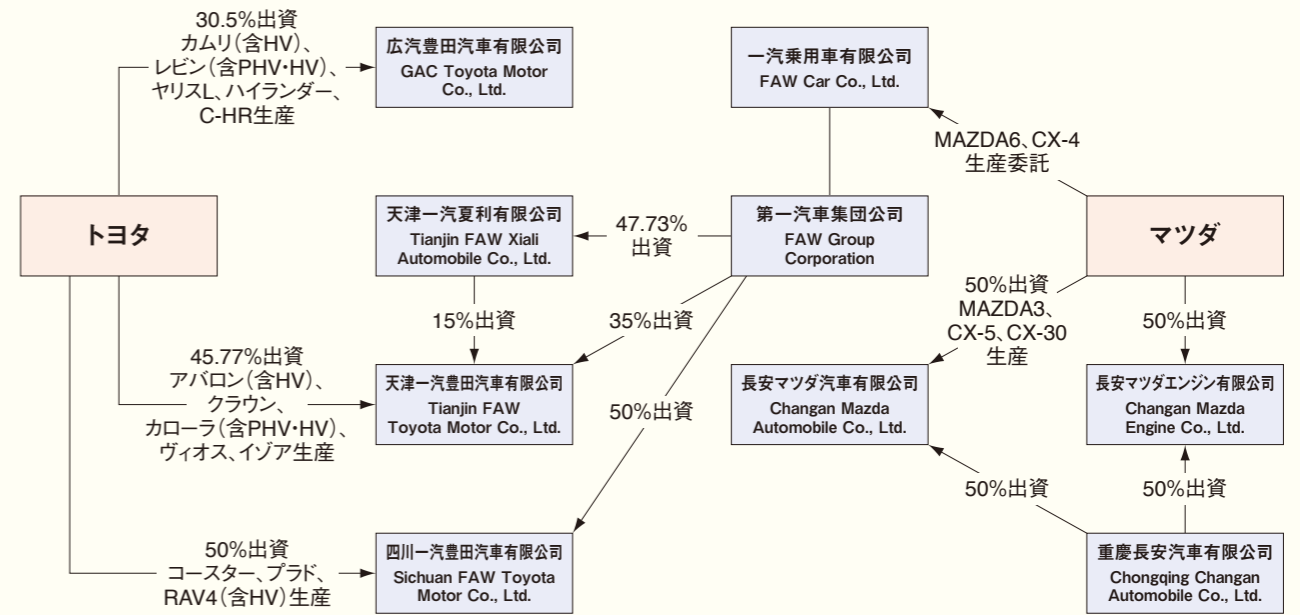 30.5%出資
カムリ(含HV)、
レビン(含PHV・HV)、
ヤリスL、ハイランダー、
C-HR生産
広汽豊田汽車有限公司
GAC Toyota Motor
Co., Ltd.
一汽乗用車有限公司
FAW Car Co., Ltd.
MAZDA6、CX-4
生産委託
トヨタ
天津一汽夏利有限公司
Tianjin FAW Xiali
Automobile Co., Ltd.
47.73%
出資
第一汽車集団公司
FAW Group
Corporation
マツダ
15%出資
35%出資
50%出資
MAZDA3、
CX-5、CX-30
生産
50%出資
45.77%出資
アバロン(含HV)、
クラウン、
カローラ(含PHV・HV)、
ヴィオス、イゾア生産
天津一汽豊田汽車有限公司
Tianjin FAW
Toyota Motor Co., Ltd.
50%出資
長安マツダ汽車有限公司
Changan Mazda
Automobile Co., Ltd.
長安マツダエンジン有限公司
Changan Mazda
Engine Co., Ltd.
50%出資
50%出資
50%出資
コースター、プラド、
RAV4(含HV)生産
四川一汽豊田汽車有限公司
Sichuan FAW Toyota
Motor Co., Ltd.
重慶長安汽車有限公司
Chongqing Changan
Automobile Co., Ltd.